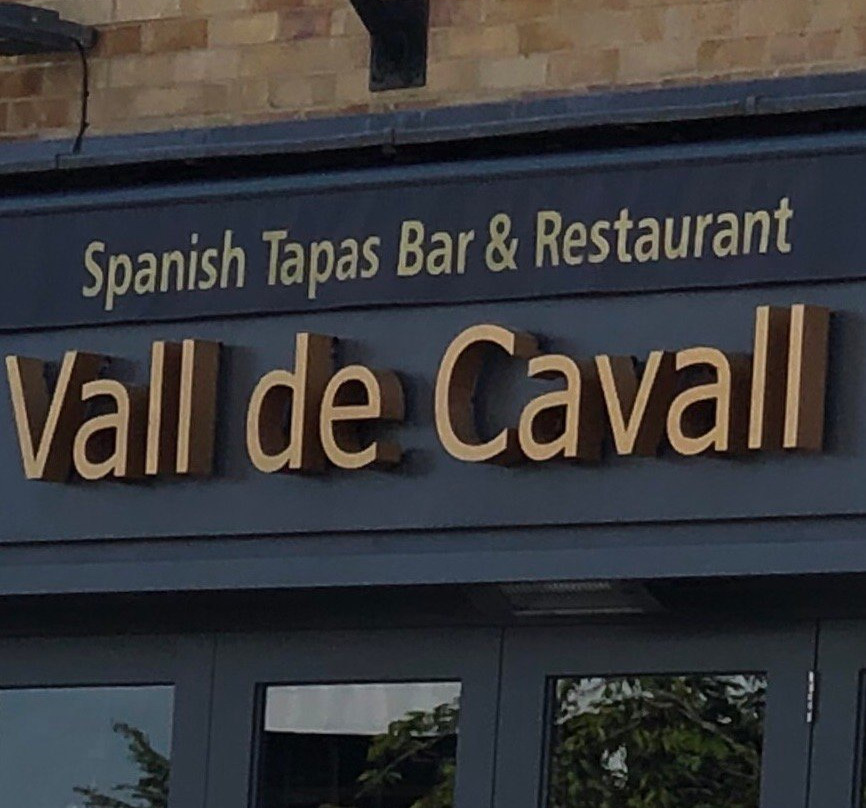 Spanish Tapas Bar & Restaurant
Vall de Cavall